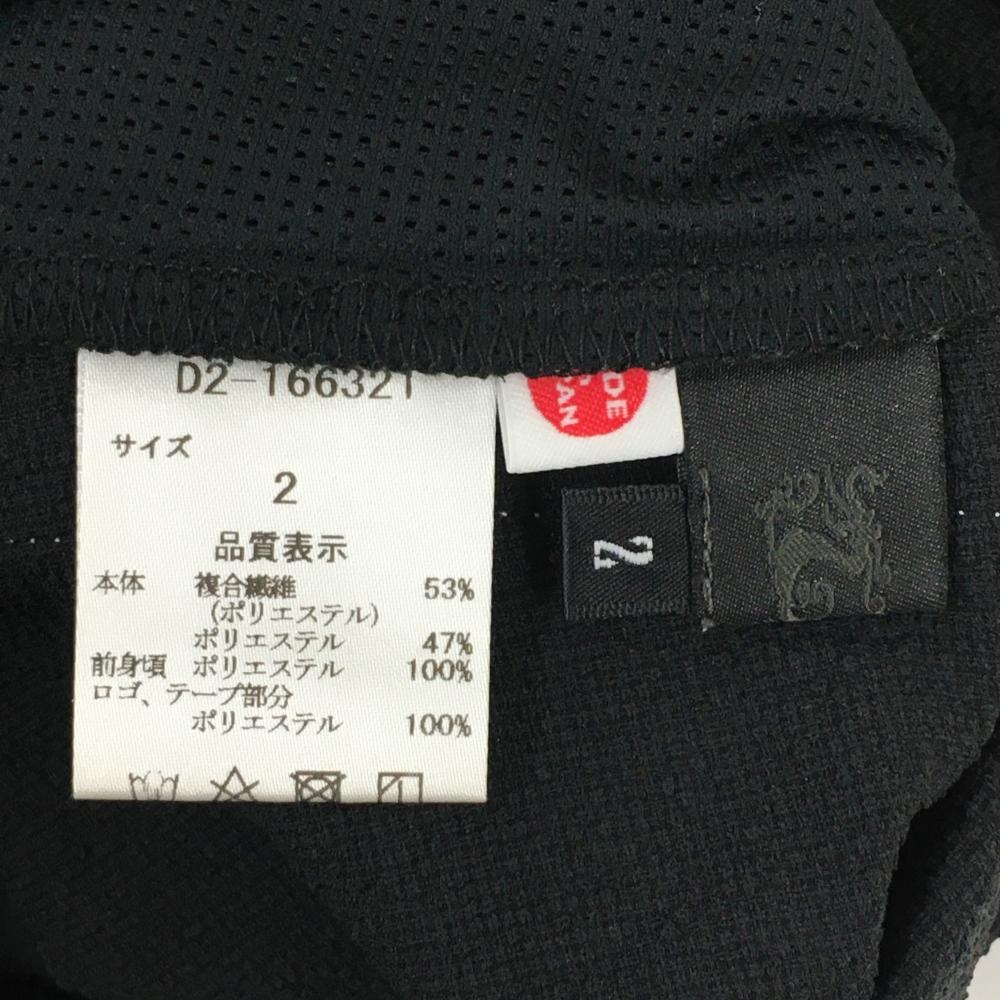 D2-166321
サイズ
2
品質表示
本体 複合繊維 53%
(ポリエステル)
ポリエステル 47%
前身頃 ポリエステル 100%
ロゴ、テープ部分
ポリエステル 100%
DE
AN
2